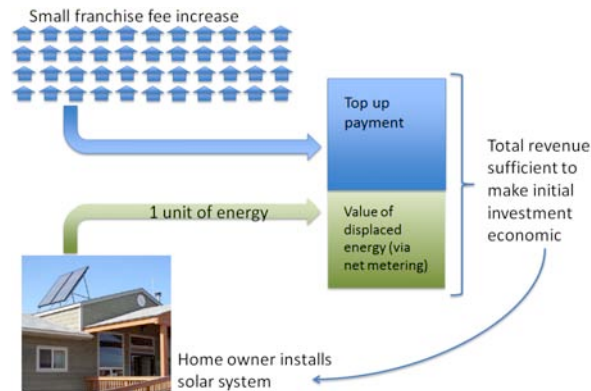 Small franchise fee increase
Top up
payment
Total revenue
sufficient to
make initial
investment
economic
1 unit of energy
Value of
displaced
energy (via
net metering)
Home owner installs
solar system